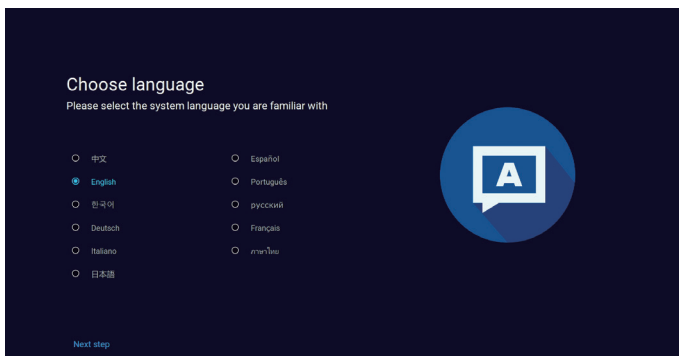 Choose language
Please select the system language you are familiar with
中文
English
한국어
Deutsch
Italiano
日本語
Español
Português
русский
Français
ภาษาไทย
A
Next step